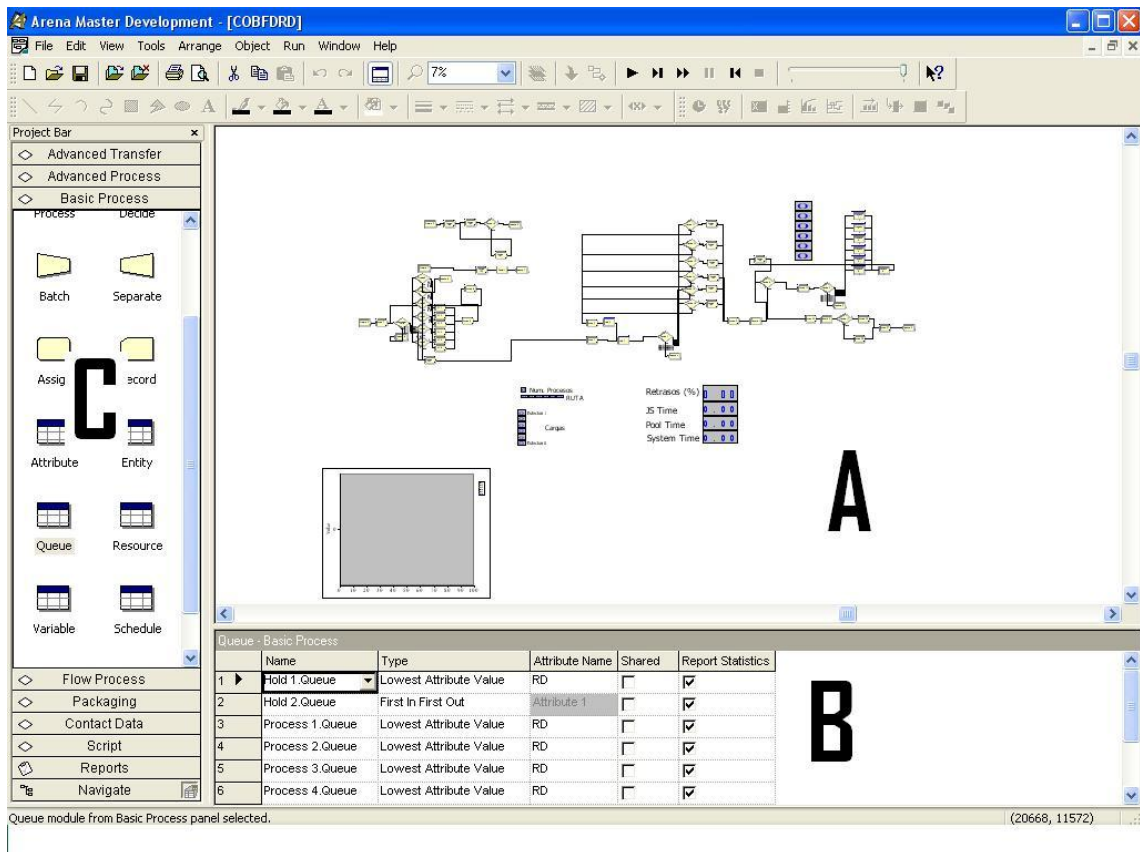 Arena Master Development - [COBFDRD]
File Edit View Tools Arrange Object Run Window Help
7%
Project Bar x
Advanced Transfer
Advanced Process
Basic Process
Process Decide
Batch Separate
Assig ecord
C
Attribute Entity
Queue Resource
Variable Schedule
Flow Process
Packaging
Contact Data
Script
Reports
Navigate
Num. Procesos
RUTA
Cargas
Retrasos (%)
JS Time
Pool Time
System Time
A
Queue - Basic Process
Name Type Attribute Name Shared Report Statistics
1 Hold 1.Queue Lowest Attribute Value RD
2 Hold 2.Queue First In First Out Attribute 1
3 Process 1.Queue Lowest Attribute Value RD
4 Process 2.Queue Lowest Attribute Value RD
5 Process 3.Queue Lowest Attribute Value RD
6 Process 4.Queue Lowest Attribute Value RD
B
Queue module from Basic Process panel selected. (20668, 11572)